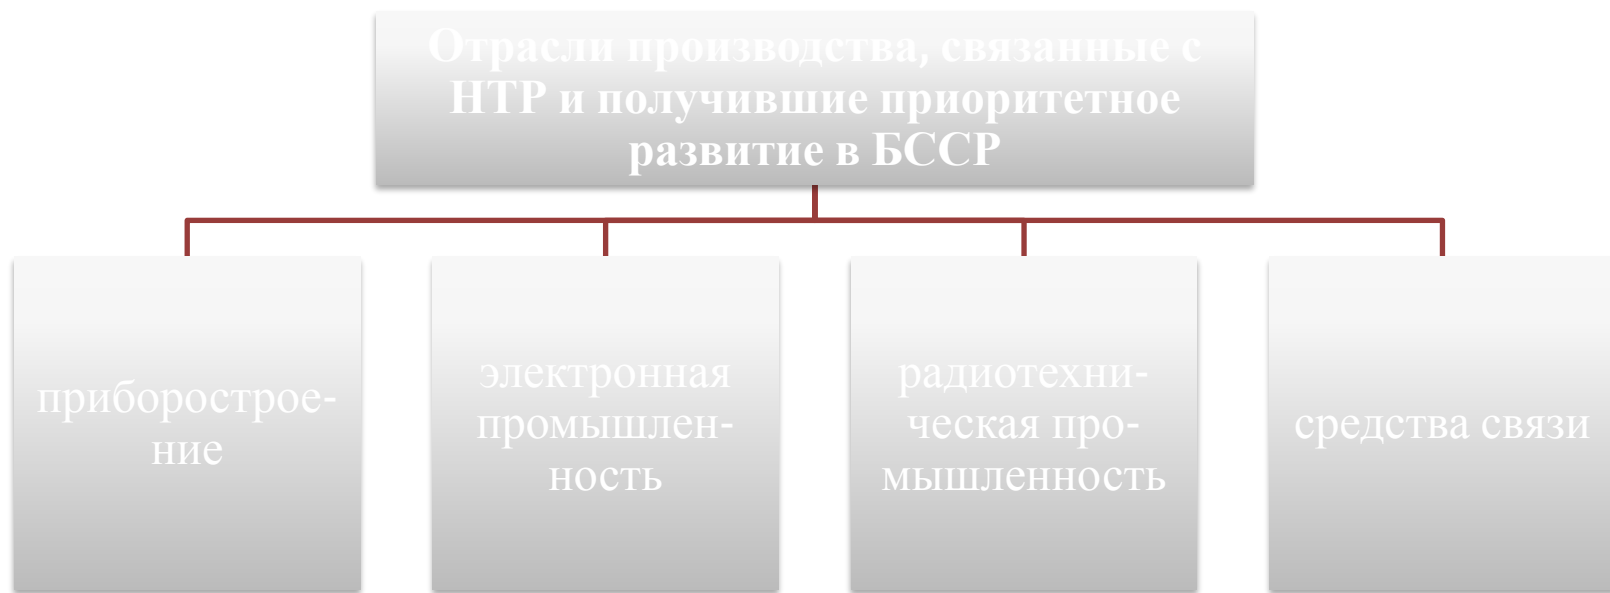 Отрасли производства, связанные с
НТР и получившие приоритетное
развитие в БССР
приборострое-
ние
электронная
промышлен-
ность
радиотехни-
ческая про-
мышленность
средства связи